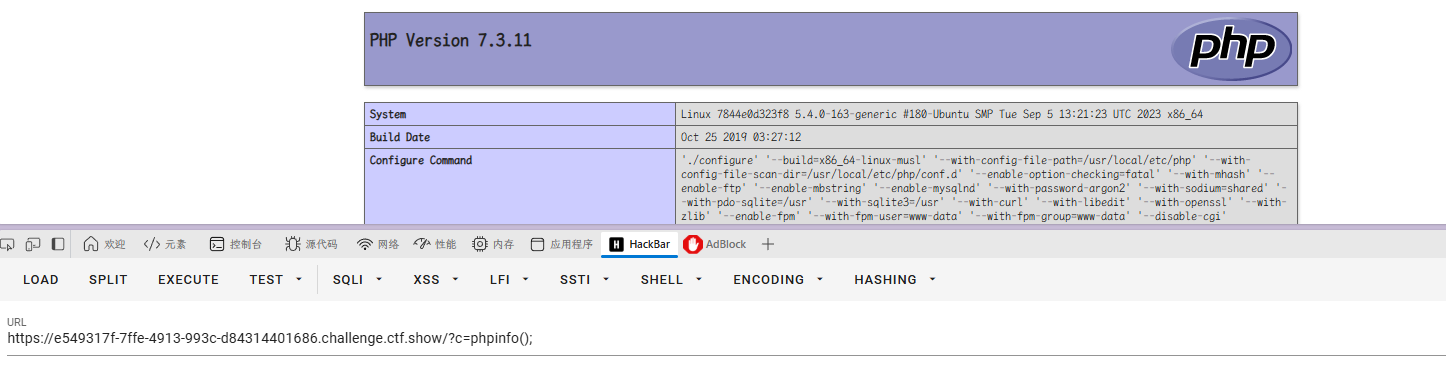 PHP Version 7.3.11
php
System
Linux 7844e0d323f8 5.4.0-163-generic #180-Ubuntu SMP Tue Sep 5 13:21:23 UTC 2023 x86_64
Build Date
Oct 25 2019 03:27:12
Configure Command
'./configure' '--build=x86_64-linux-musl' '--with-config-file-path=/usr/local/etc/php' '--with-
config-file-scan-dir=/usr/local/etc/php/conf.d' '--enable-option-checking=fatal' '--with-mhash' '--
enable-ftp' '--enable-mbstring' '--enable-mysqlnd' '--with-password-argon2' '--with-sodium=shared' '-
-with-pdo-sqlite=/usr' '--with-sqlite3=/usr' '--with-curl' '--with-libedit' '--with-openssl' '--with-
zlib' '--enable-fpm' '--with-fpm-user=www-data' '--with-fpm-group=www-data' '--disable-cgi'
欢迎 元素 控制台 源代码 网络 性能 内存 应用程序 H HackBar AdBlock
LOAD SPLIT EXECUTE TEST SQLI XSS LFI SSTI SHELL ENCODING HASHING
URL
https://e549317f-7ffe-4913-993c-d84314401686.challenge.ctf.show/?c=phpinfo();